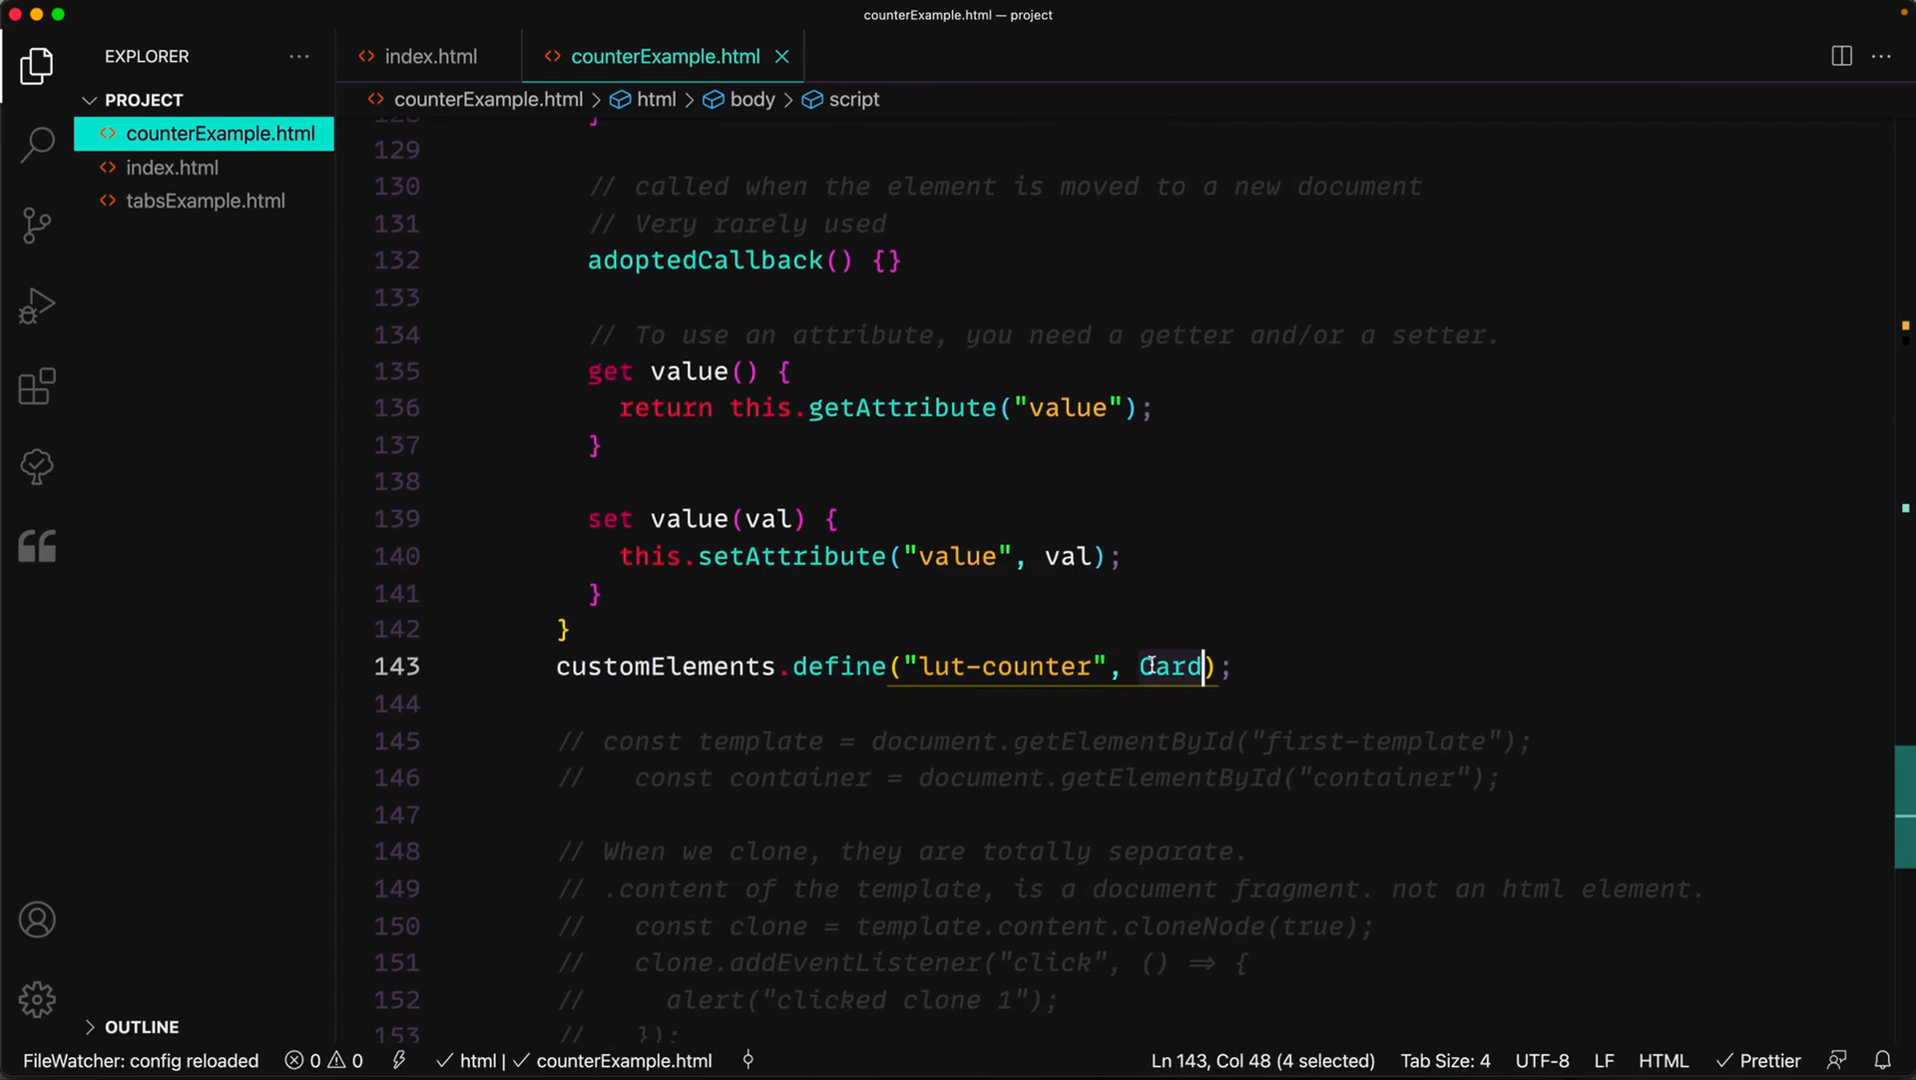 counterExample.html — project
EXPLORER
PROJECT
counterExample.html
index.html
tabsExample.html
OUTLINE
index.html
counterExample.html
counterExample.html > html > body > script
128 }
129
130 // called when the element is moved to a new document
131 // Very rarely used
132 adoptedCallback() {}
133
134 // To use an attribute, you need a getter and/or a setter.
135 get value() {
136 return this.getAttribute("value");
137 }
138
139 set value(val) {
140 this.setAttribute("value", val);
141 }
142 }
143 customElements.define("lut-counter", Card);
144
145 // const template = document.getElementById("first-template");
146 // const container = document.getElementById("container");
147
148 // When we clone, they are totally separate.
149 // .content of the template, is a document fragment. not an html element.
150 // const clone = template.content.cloneNode(true);
151 // clone.addEventListener("click", () => {
152 // alert("clicked clone 1");
153 // });
FileWatcher: config reloaded 0 0 html | counterExample.html Ln 143, Col 48 (4 selected) Tab Size: 4 UTF-8 LF HTML Prettier